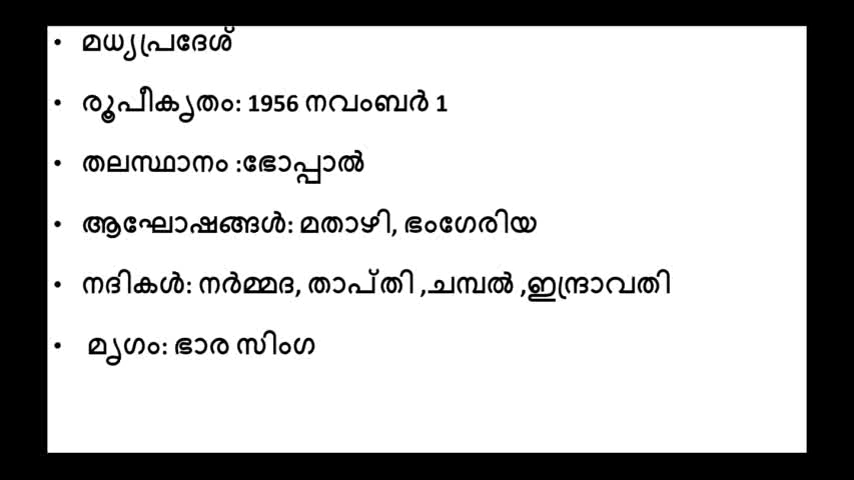 • മധ്യപ്രദേശ്
• രൂപീകൃതം: 1956 നവംബർ 1
• തലസ്ഥാനം :ഭോപ്പാൽ
• ആഘോഷങ്ങൾ: മതാഴി, ഭംഗേരിയ
• നദികൾ: നർമ്മദ, താപ്തി ,ചമ്പൽ ,ഇന്ദ്രാവതി
• മൃഗം: ഭാര സിംഗ